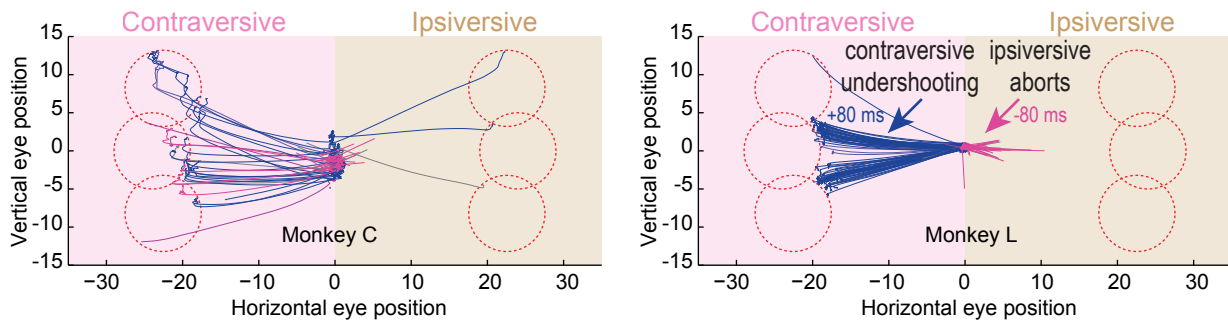 Contraversive Ipsiversive
15
10
5
0
-5
-10
-15
Vertical eye position
Monkey C
−30 −20 −10 0 10 20 30
Horizontal eye position
Contraversive Ipsiversive
15
10
5
0
-5
-10
-15
Vertical eye position
contraversive
undershooting
ipsiversive
aborts
+80 ms
-80 ms
Monkey L
−30 −20 −10 0 10 20 30
Horizontal eye position